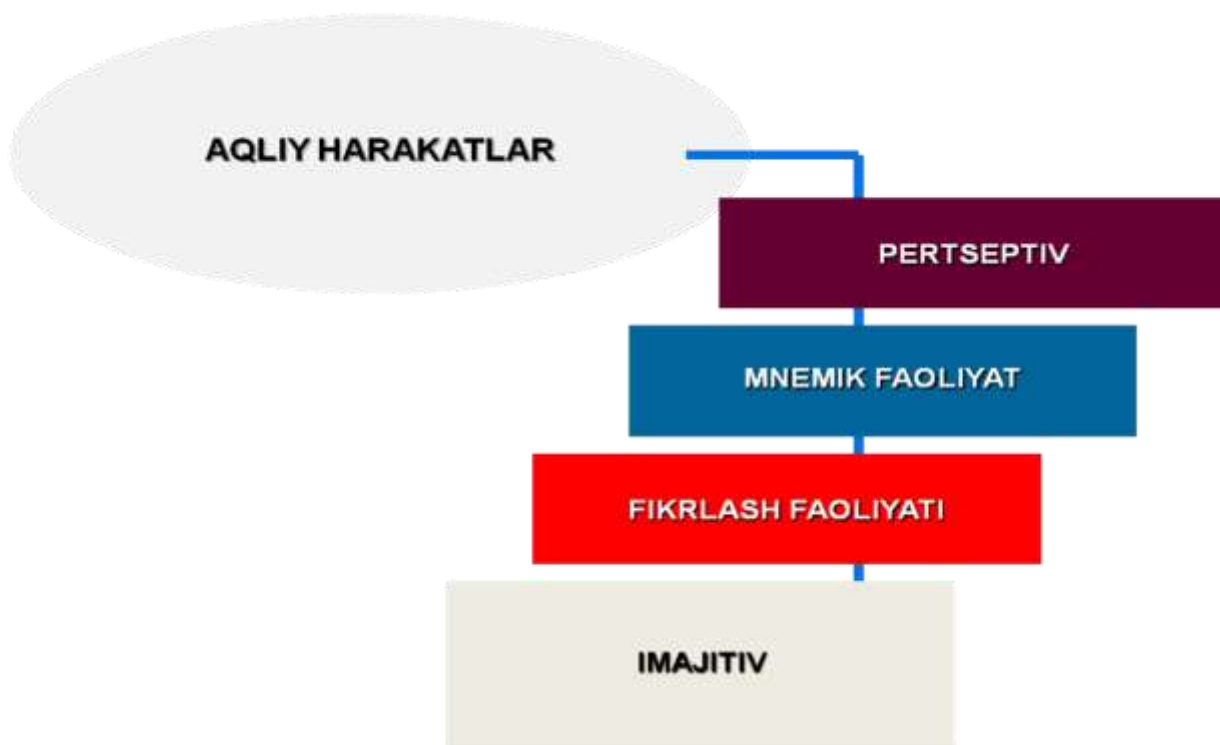 AQLIY HARAKATLAR
PERTSEPTIV
MNEMIK FAOLIYAT
FIKRLASH FAOLIYATI
IMAJITIV